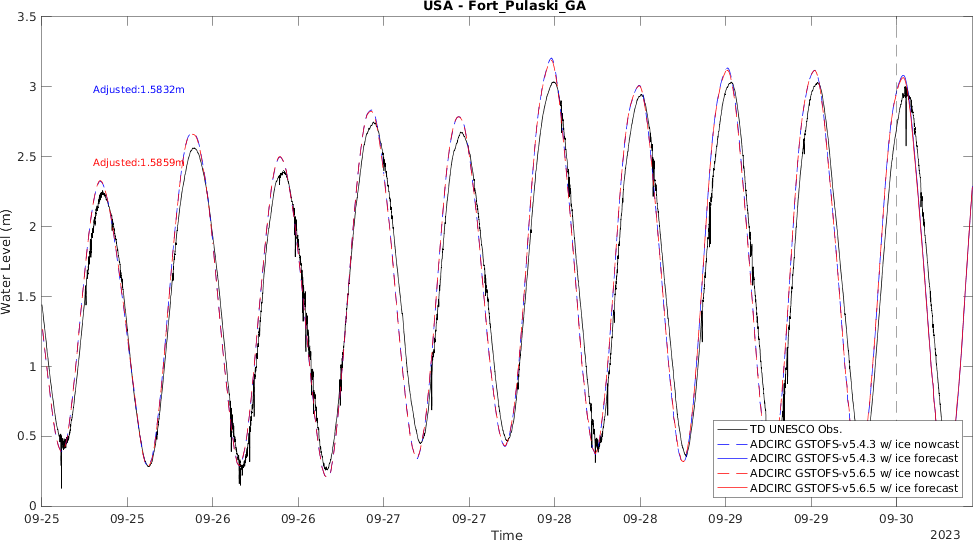 USA - Fort_Pulaski_GA
3.5
3
2.5
2
1.5
1
0.5
0
Water Level (m)
Adjusted:1.5832m
Adjusted:1.5859m
TD UNESCO Obs.
ADCIRC GSTOFS-v5.4.3 w/ ice nowcast
ADCIRC GSTOFS-v5.4.3 w/ ice forecast
ADCIRC GSTOFS-v5.6.5 w/ ice nowcast
ADCIRC GSTOFS-v5.6.5 w/ ice forecast
09-25 09-25 09-26 09-26 09-27 09-27 09-28 09-28 09-29 09-29 09-30
Time
2023